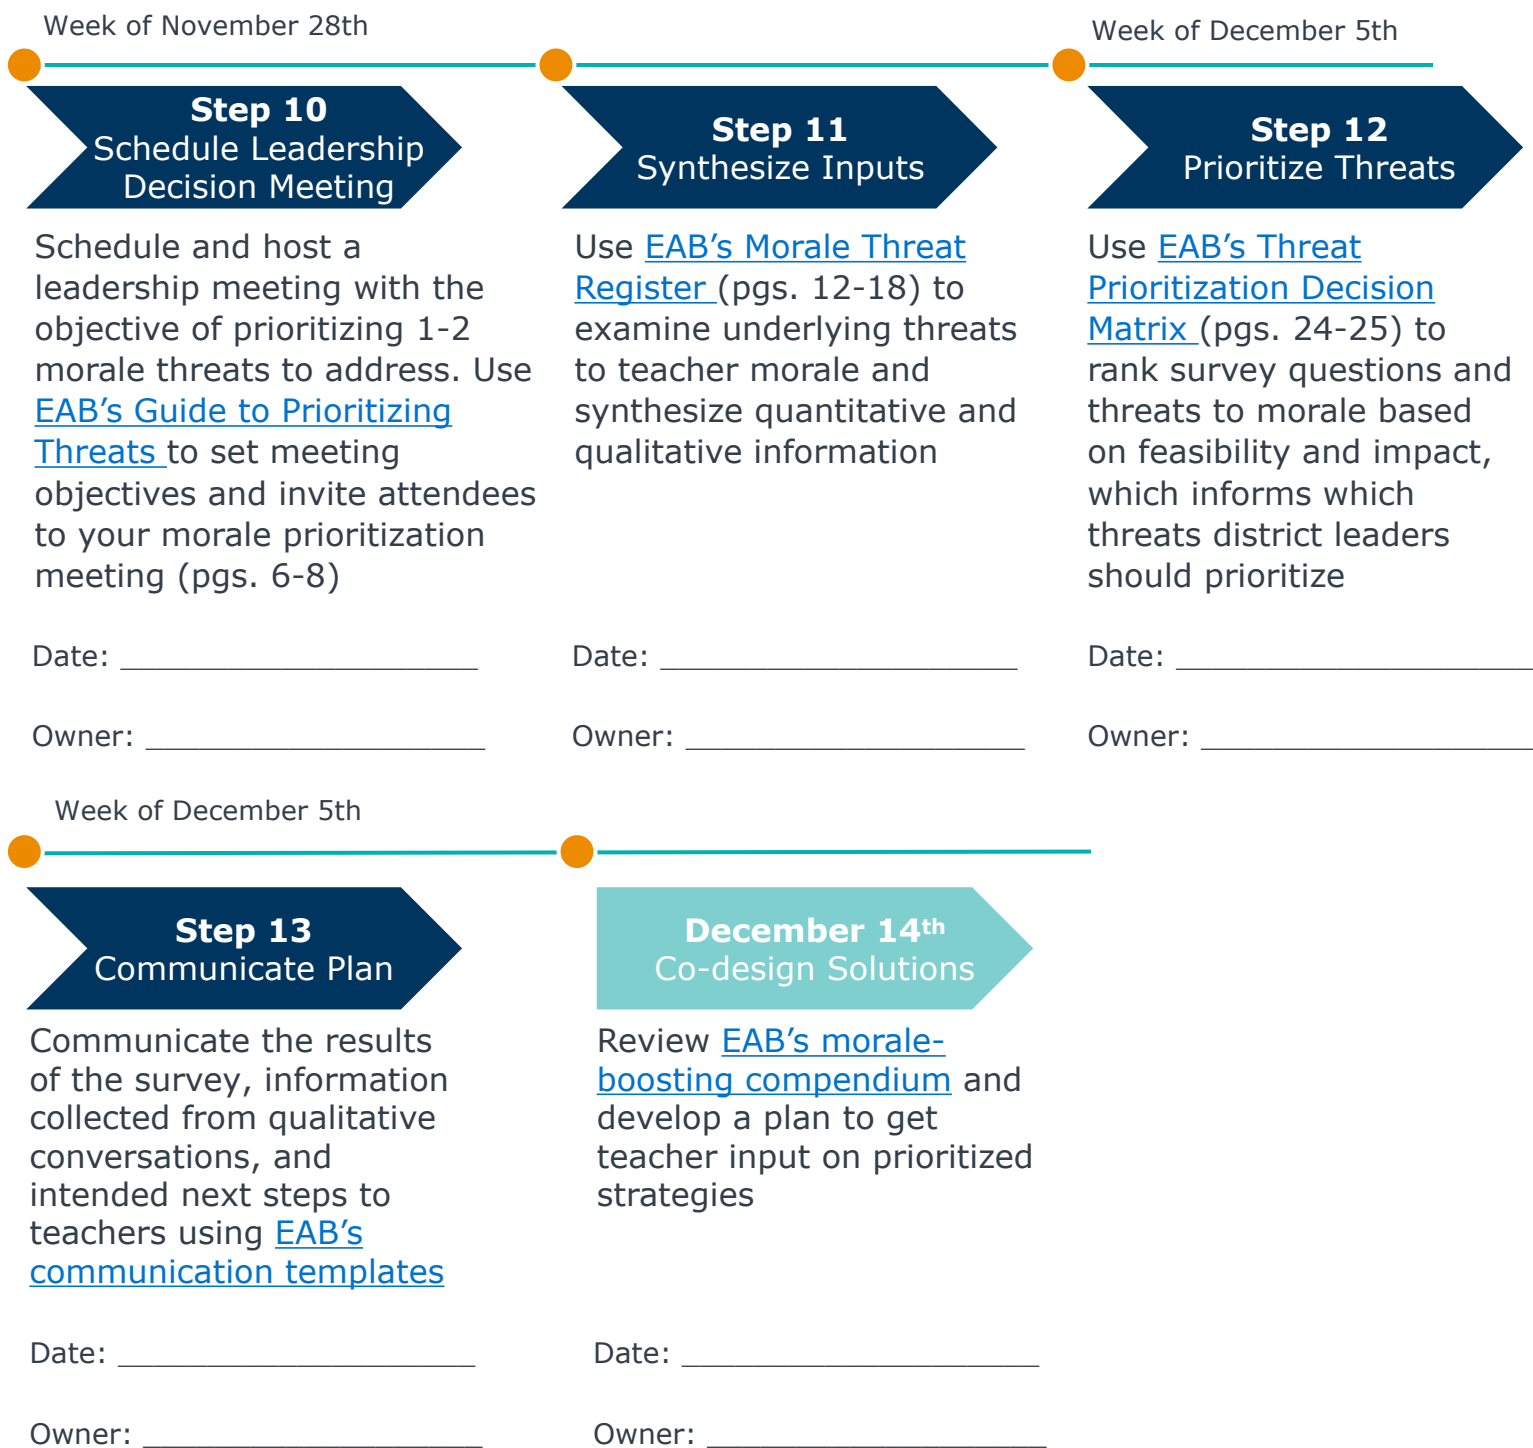 Week of November 28th
Week of December 5th
Step 10
Schedule Leadership
Decision Meeting
Schedule and host a
leadership meeting with the
objective of prioritizing 1-2
morale threats to address. Use
EAB’s Guide to Prioritizing
Threats to set meeting
objectives and invite attendees
to your morale prioritization
meeting (pgs. 6-8)
Date: ____________________
Owner: ___________________
Step 11
Synthesize Inputs
Use EAB’s Morale Threat
Register (pgs. 12-18) to
examine underlying threats
to teacher morale and
synthesize quantitative and
qualitative information
Date: ____________________
Owner: ___________________
Step 12
Prioritize Threats
Use EAB’s Threat
Prioritization Decision
Matrix (pgs. 24-25) to
rank survey questions and
threats to morale based
on feasibility and impact,
which informs which
threats district leaders
should prioritize
Date: ____________________
Owner: ___________________
Week of December 5th
Step 13
Communicate Plan
Communicate the results
of the survey, information
collected from qualitative
conversations, and
intended next steps to
teachers using EAB’s
communication templates
Date: ____________________
Owner: ___________________
December 14th
Co-design Solutions
Review EAB’s morale-
boosting compendium and
develop a plan to get
teacher input on prioritized
strategies
Date: ____________________
Owner: ___________________